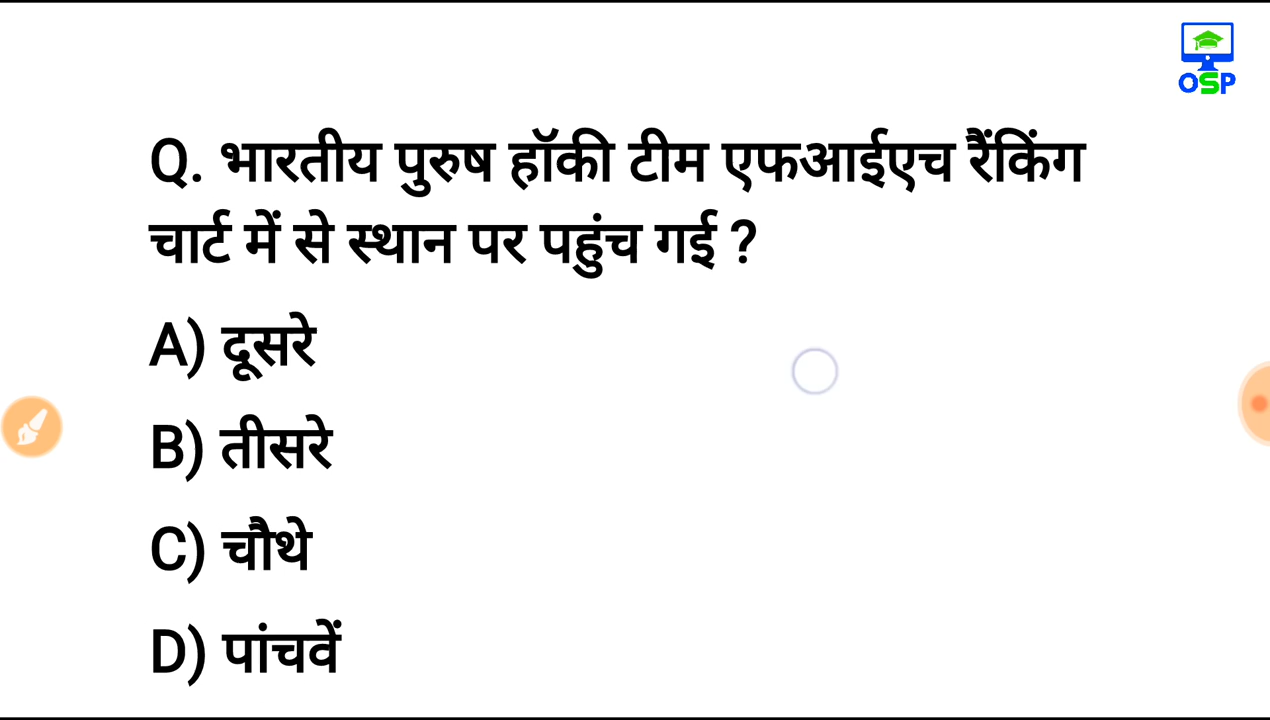 OSP
Q. भारतीय पुरुष हॉकी टीम एफआईएच रैंकिंग
चार्ट में से स्थान पर पहुंच गई ?
A) दूसरे
B) तीसरे
C) चौथे
D) पांचवें